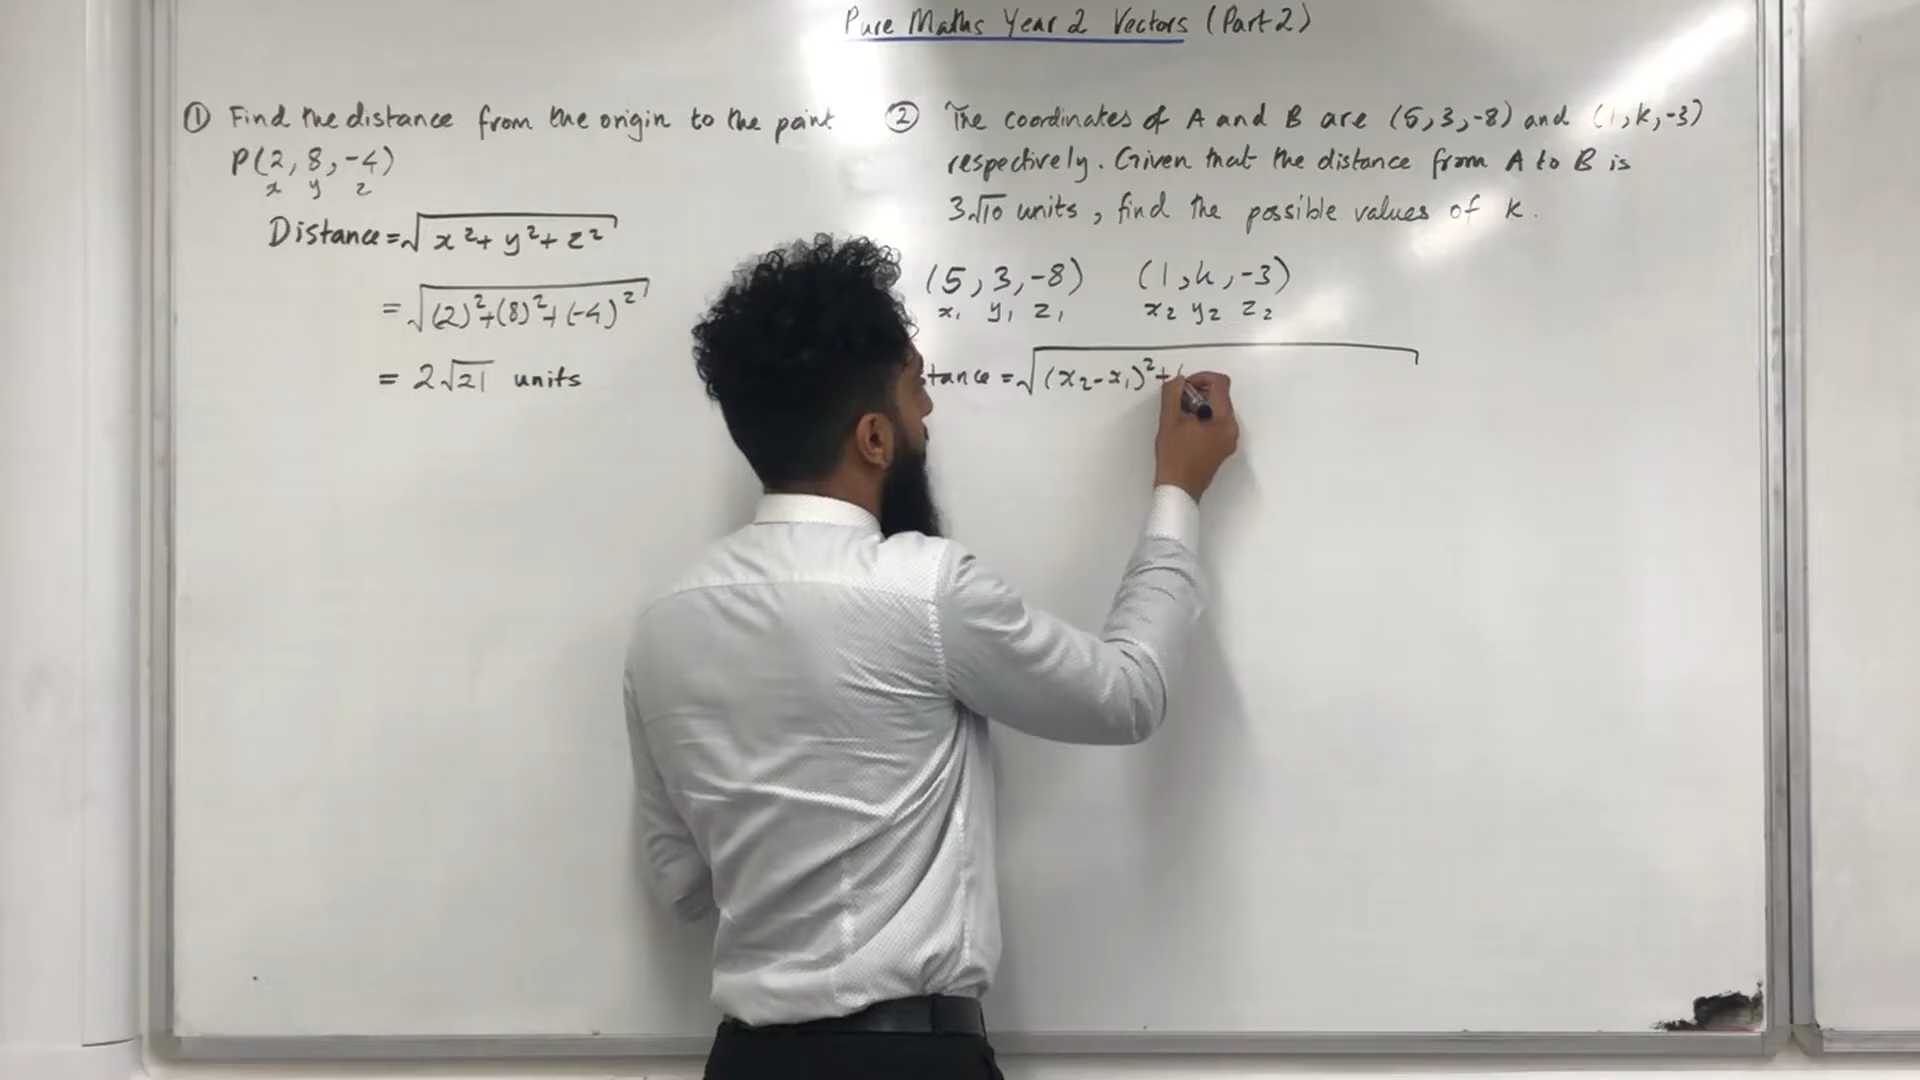 Pure Maths Year 2 Vectors (Part 2)
① Find the distance from the origin to the point
P(2, 8, -4)
x y z
Distance = √x²+ y²+ z²
= √(2)²+(8)²+(-4)²
= 2√21 units
② The coordinates of A and B are (5,3,-8) and (1,k,-3)
respectively. Given that the distance from A to B is
3√10 units, find the possible values of k.
(5, 3, -8) (1, k, -3)
x₁ y₁ z₁ x₂ y₂ z₂
tance = √(x₂-x₁)²+(